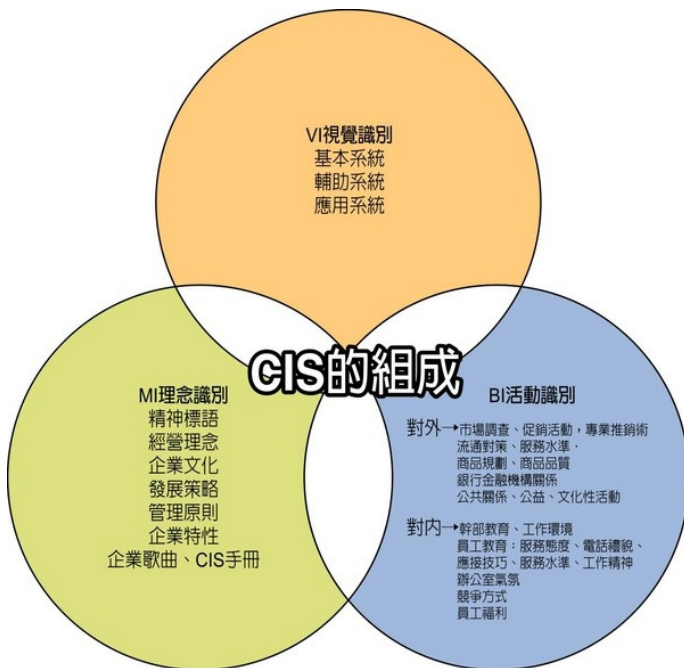 VI視覺識別
基本系統
輔助系統
應用系統
CIS的組成
MI理念識別
精神標語
經營理念
企業文化
發展策略
管理原則
企業特性
企業歌曲、CIS手冊
BI活動識別
對外→市場調查、促銷活動，專業推銷術
流通對策、服務水準．
商品規劃、商品品質
銀行金融機構關係
公共關係、公益、文化性活動
對內→幹部教育、工作環境
員工教育：服務態度、電話禮貌、
應接技巧、服務水準、工作精神
辦公室氣氛
競爭方式
員工福利